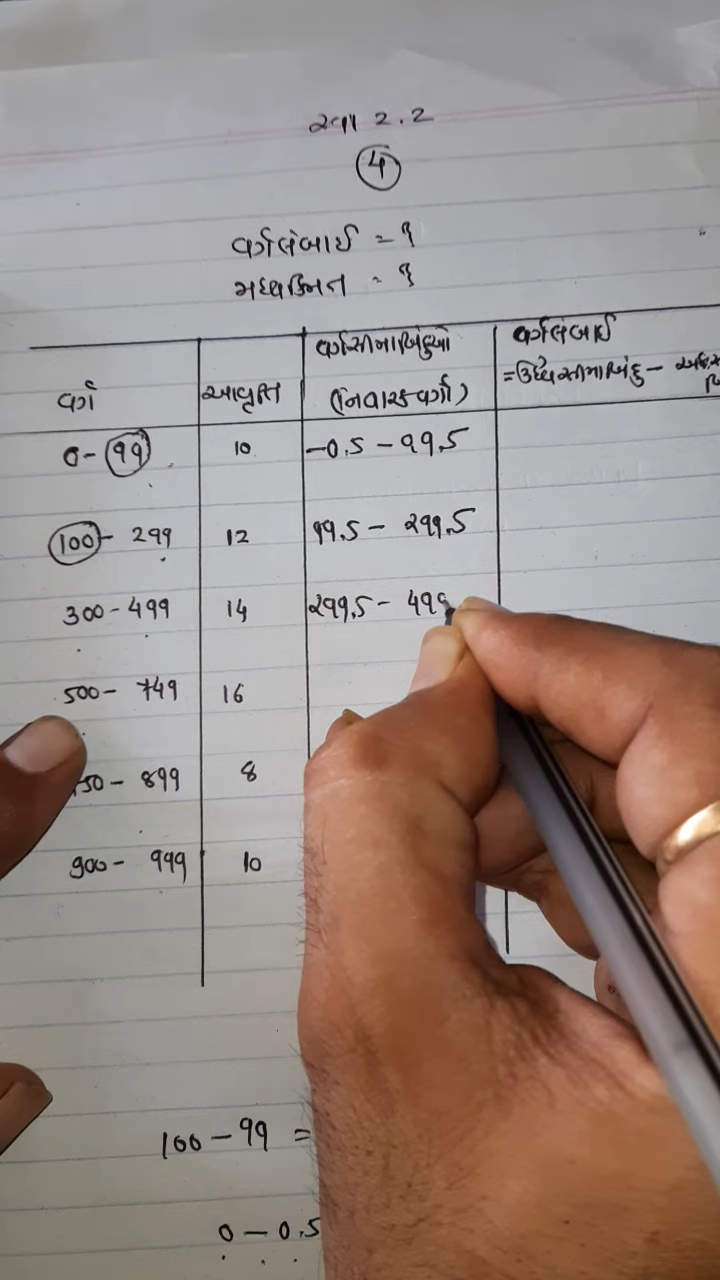 સ્વા 2.2
4
વર્ગલંબાઈ = ?
મધ્યકિંમત = ?
વર્ગ આવૃત્તિ વર્ગસીમાબિંદુઓ (નિવારક વર્ગો) વર્ગલંબાઈ
= ઉર્ધ્વસીમાબિંદુ -
0 - 99 10 -0.5 - 99.5
100 - 299 12 99.5 - 299.5
300 - 499 14 299.5 - 499
500 - 749 16
50 - 899 8
900 - 999 10
100 - 99 =
0 - 0.5